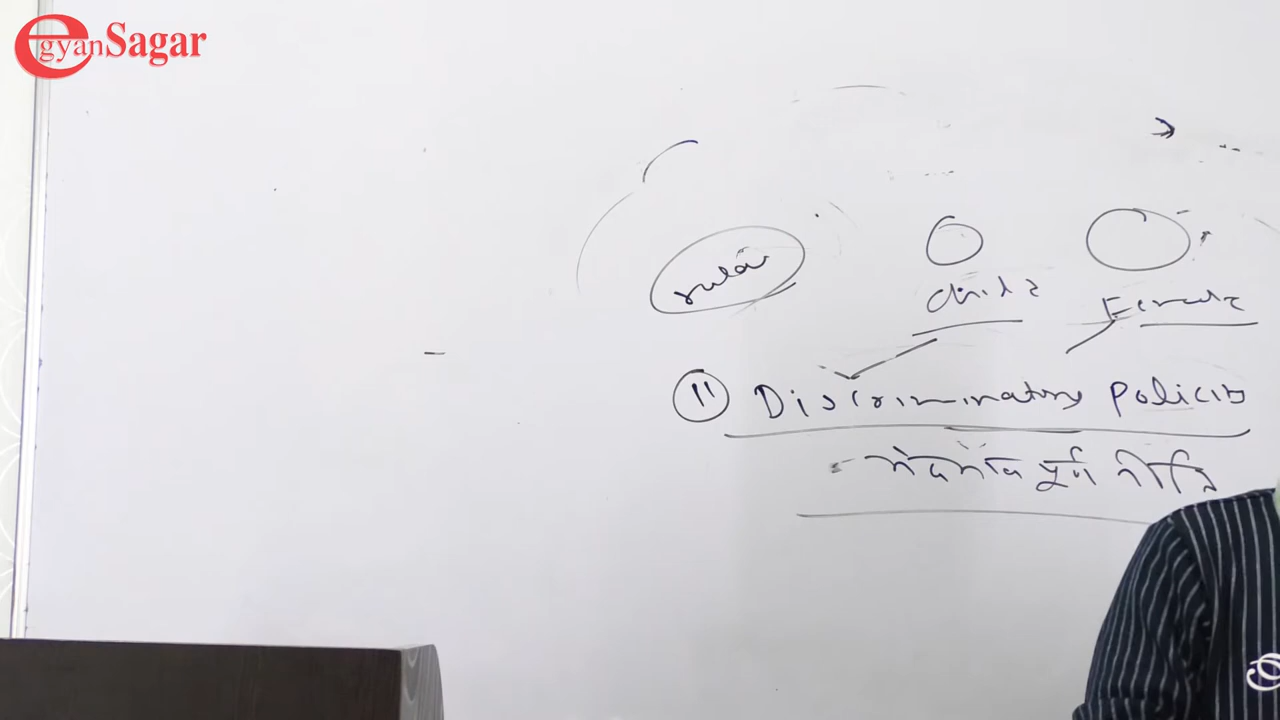 egyanSagar
child
Female
11 Discriminatory Policies
भेदभाव पूर्ण नीति